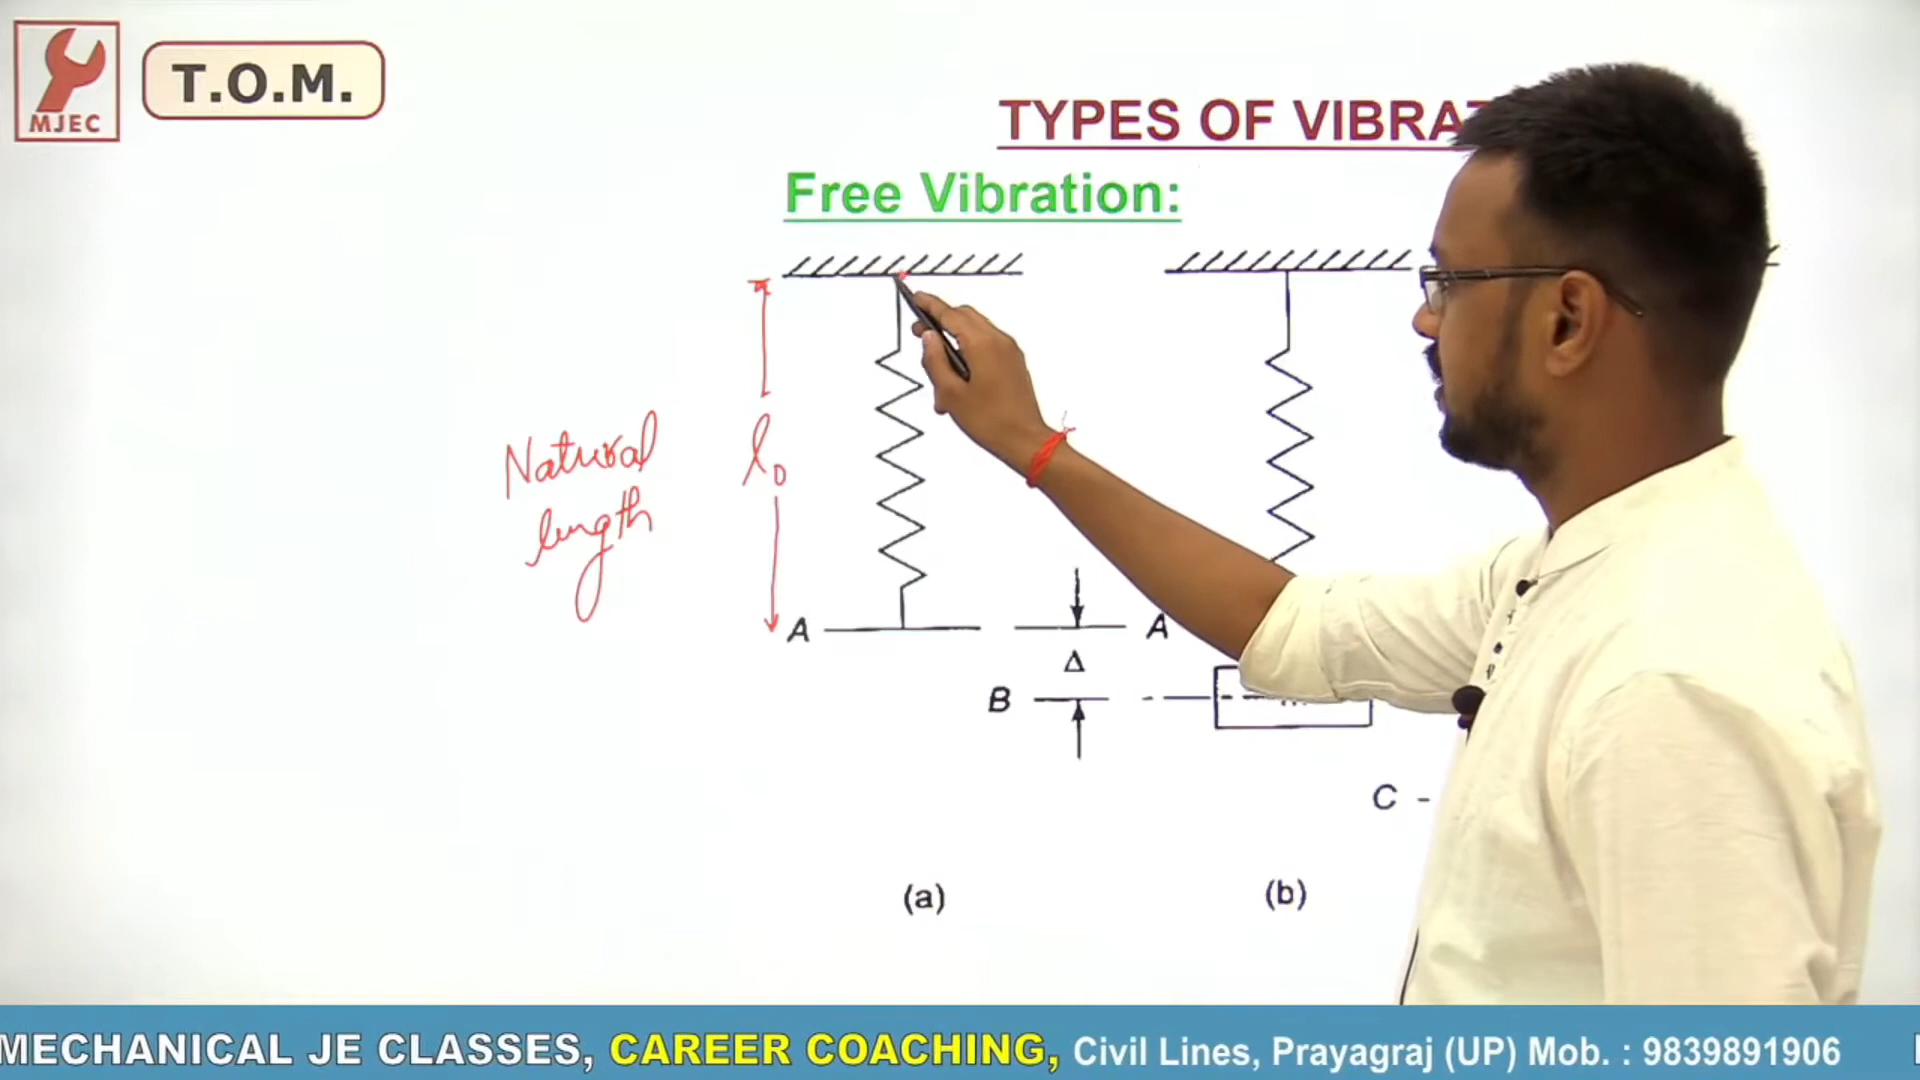 MJEC
T.O.M.
TYPES OF VIBRA
Free Vibration:
Natural
length
l₀
A
A
Δ
B
C -
(a)
(b)
MECHANICAL JE CLASSES, CAREER COACHING, Civil Lines, Prayagraj (UP) Mob. : 9839891906